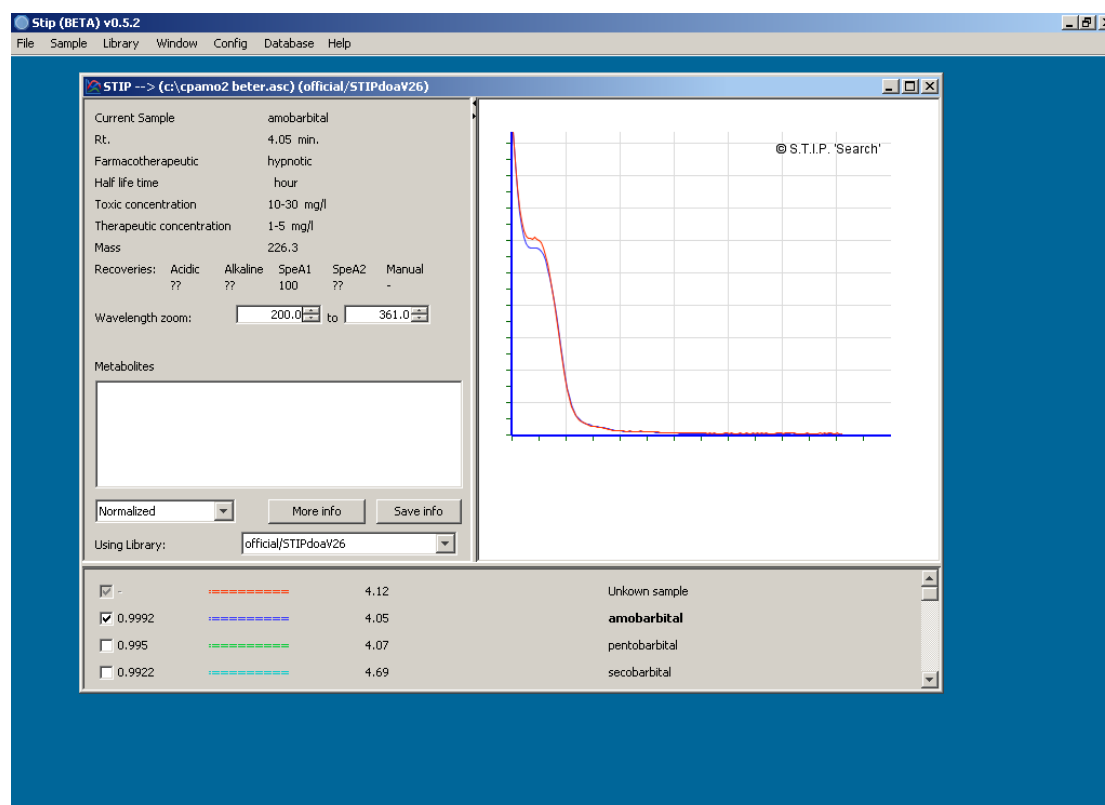 Stip (BETA) v0.5.2
File Sample Library Window Config Database Help
STIP --> (c:\cpamo2 beter.asc) (official/STIPdoaV26)
Current Sample amobarbital
Rt. 4.05 min.
Farmacotherapeutic hypnotic
Half life time hour
Toxic concentration 10-30 mg/l
Therapeutic concentration 1-5 mg/l
Mass 226.3
Recoveries: Acidic Alkaline SpeA1 SpeA2 Manual
?? ?? 100 ?? -
Wavelength zoom: 200.0 to 361.0
Metabolites
Normalized More info Save info
Using Library: official/STIPdoaV26
© S.T.I.P. 'Search'
- 4.12 Unkown sample
0.9992 4.05 amobarbital
0.995 4.07 pentobarbital
0.9922 4.69 secobarbital